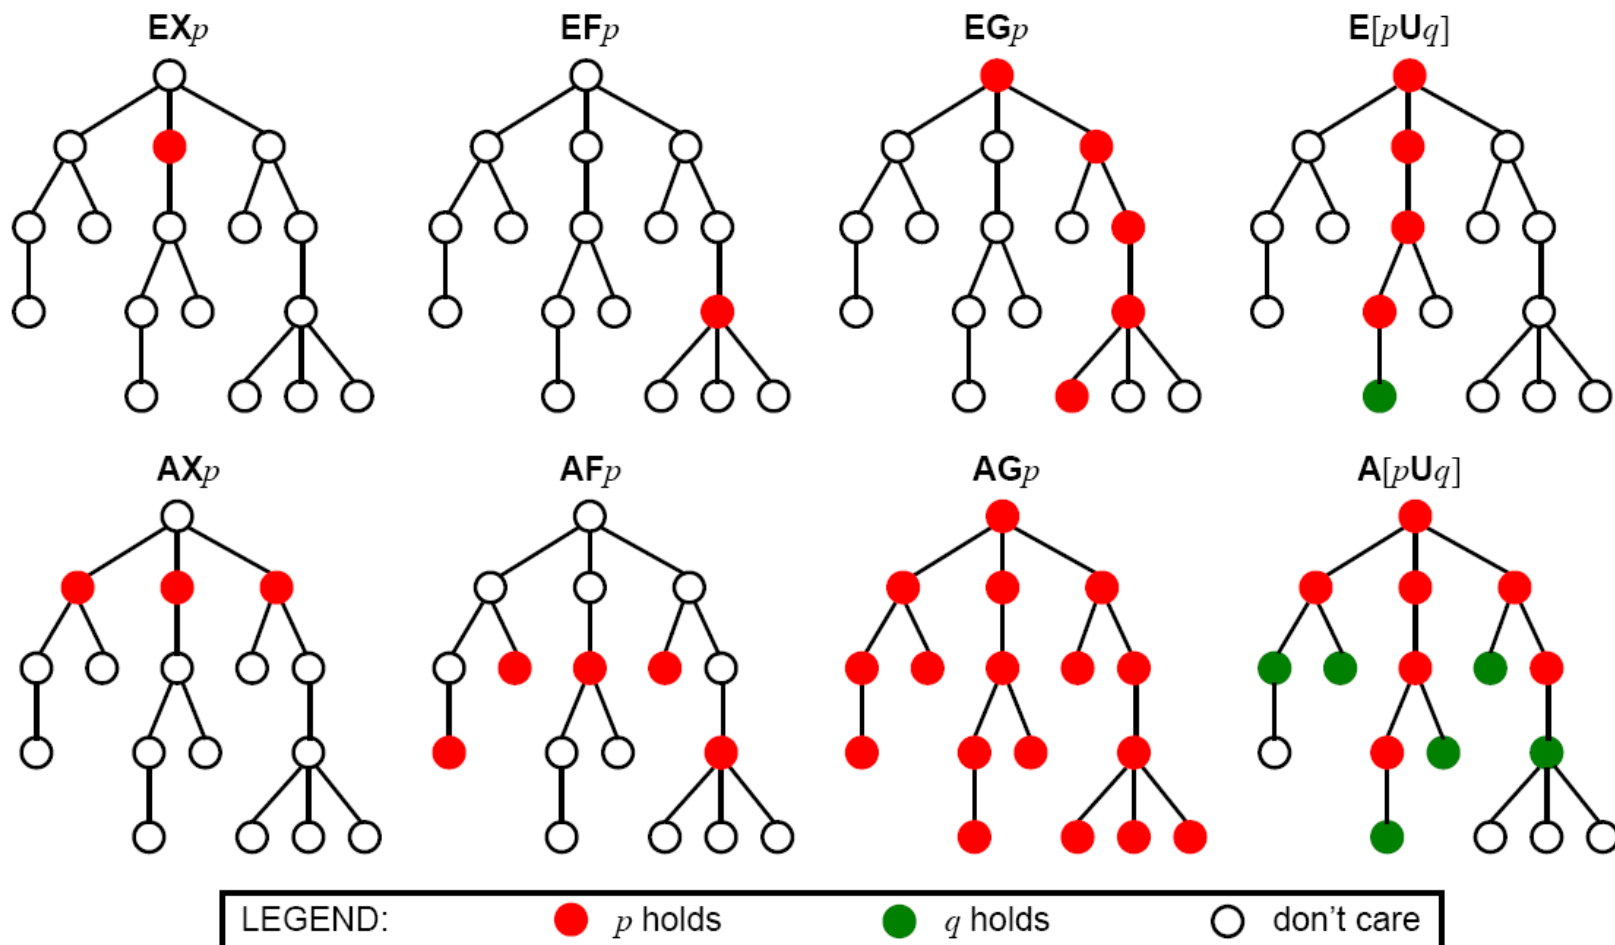 EXp EFp EGp E[pUq]
AXp AFp AGp A[pUq]
LEGEND: p holds q holds don't care